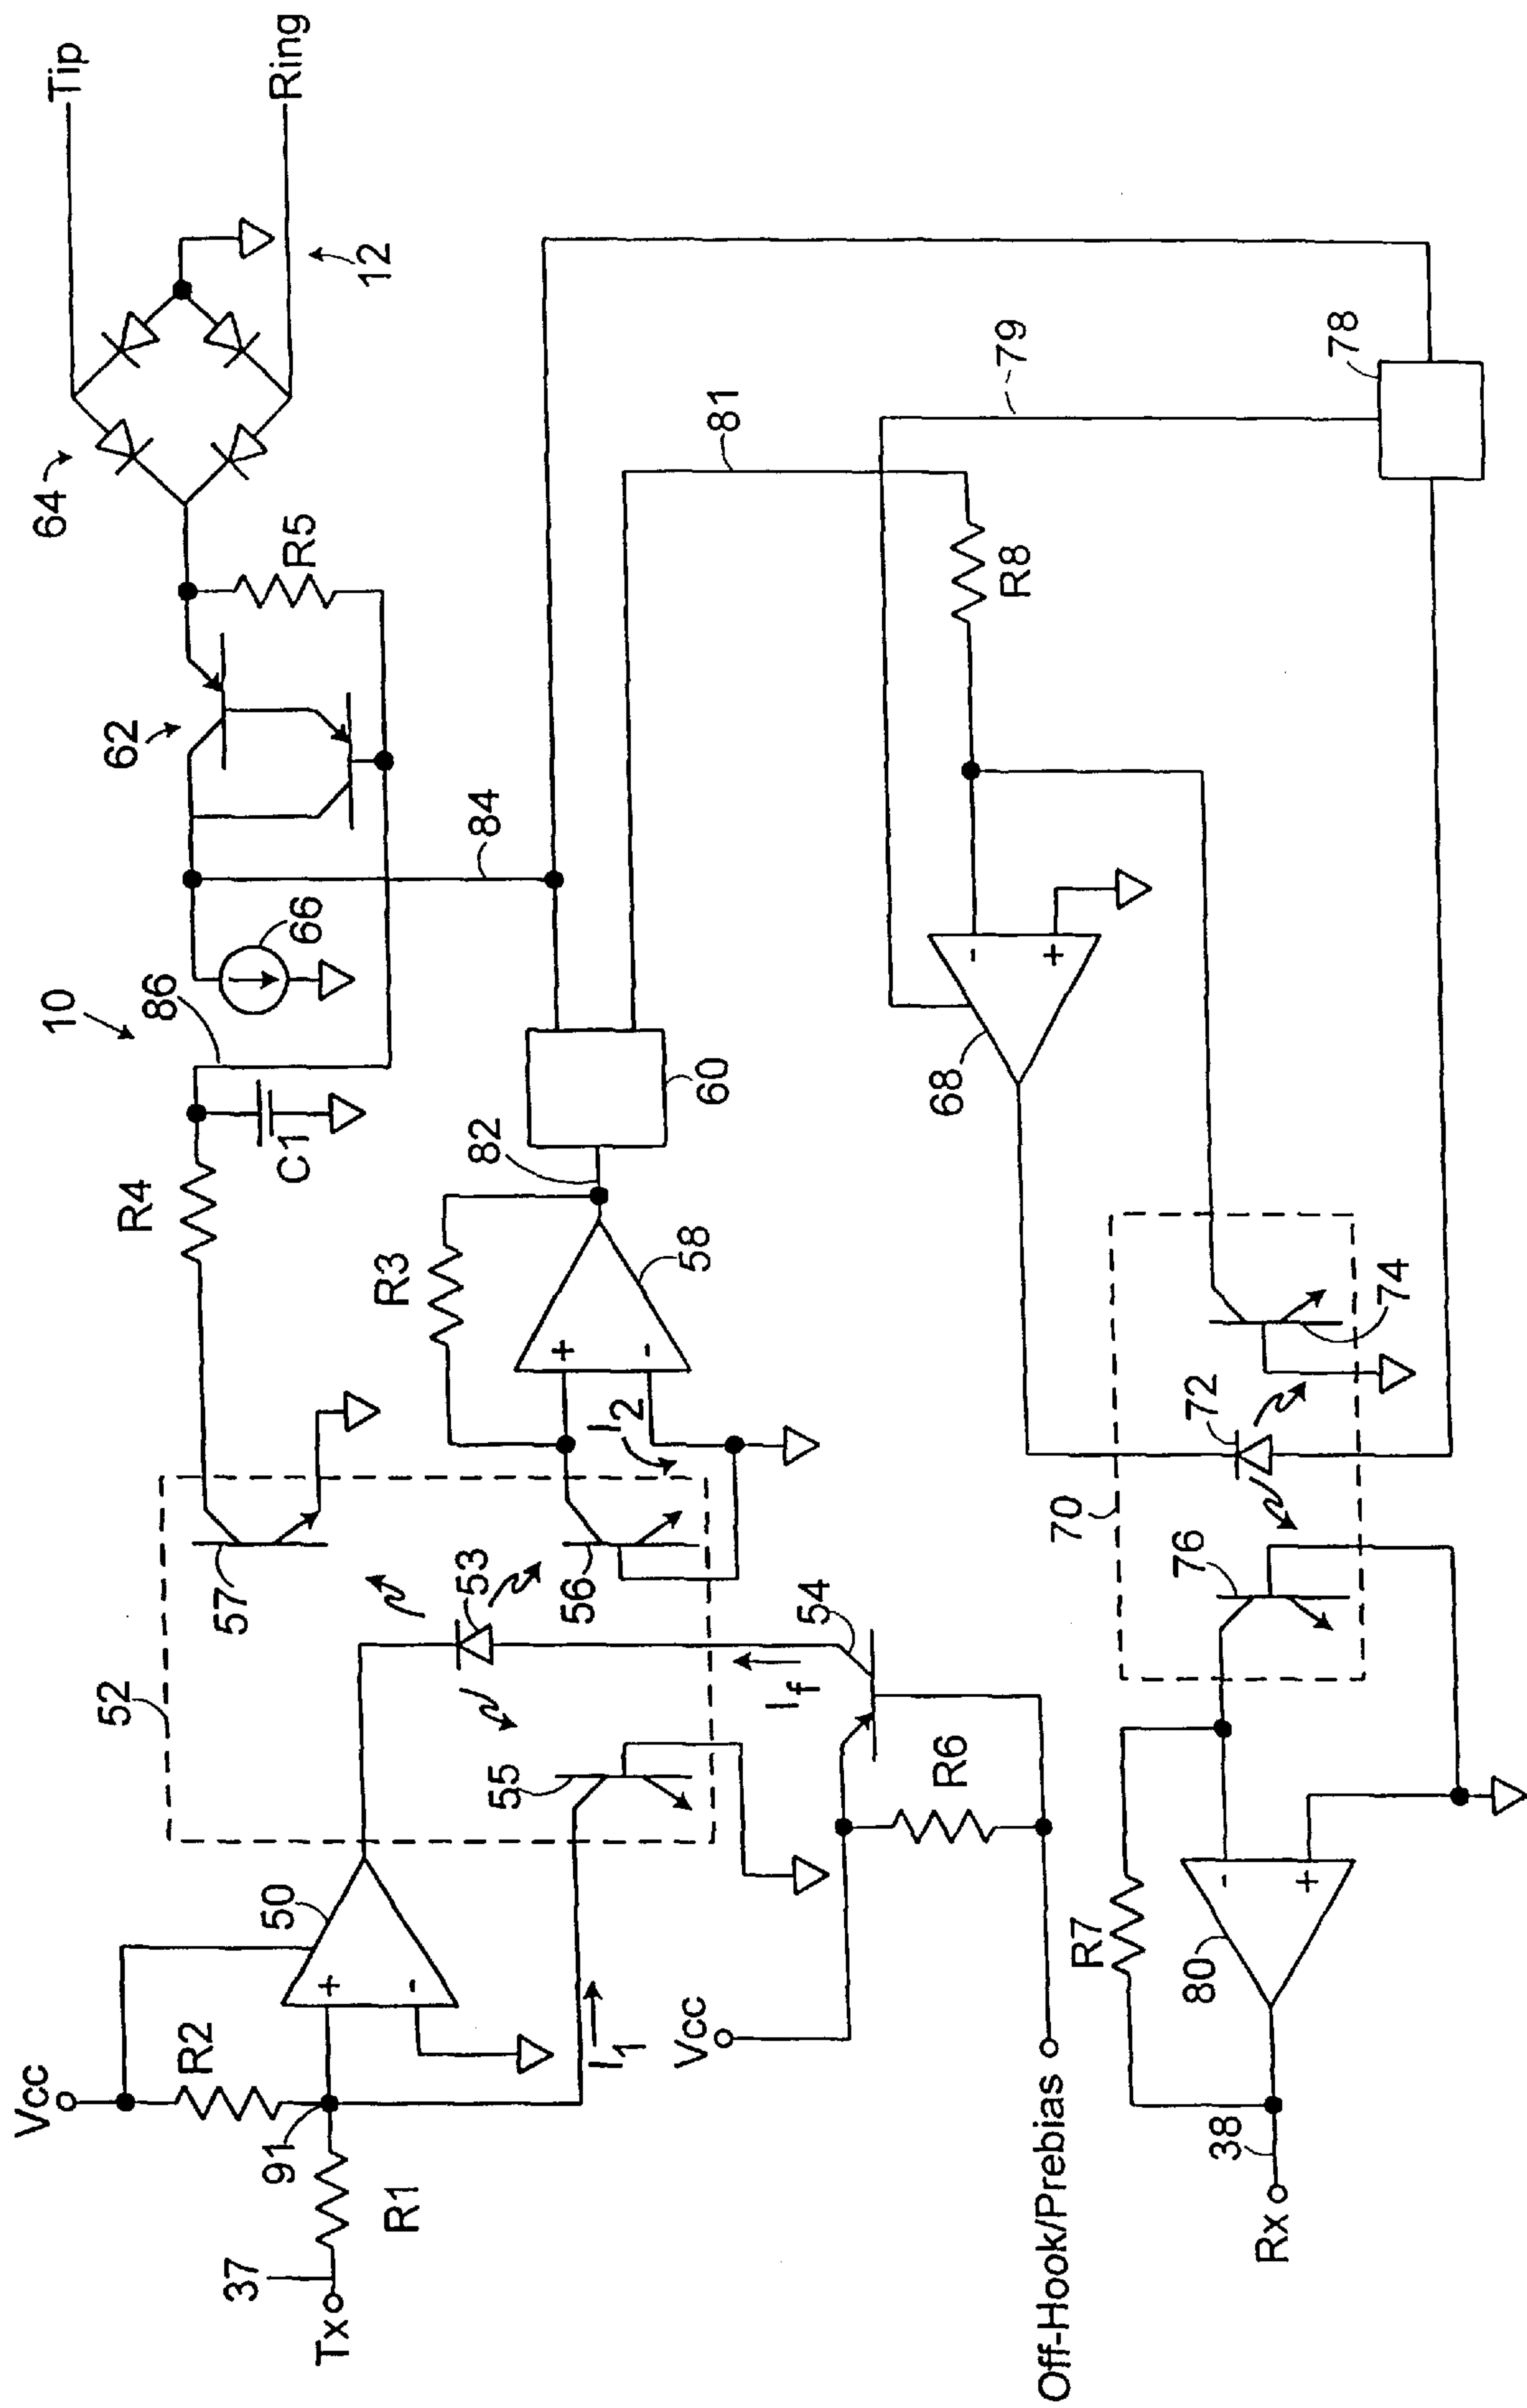 Tip
Ring
12
64
R5
62
84
66
10
86
R4
C1
81
79
78
60
82
R3
58
R8
68
+
-
I2
57
52
53
56
54
If
55
50
+
-
+
-
Vcc
R2
91
R1
37
Tx
I1
Vcc
R6
Off-Hook/Prebias
70
72
74
76
R7
80
-
+
38
Rx